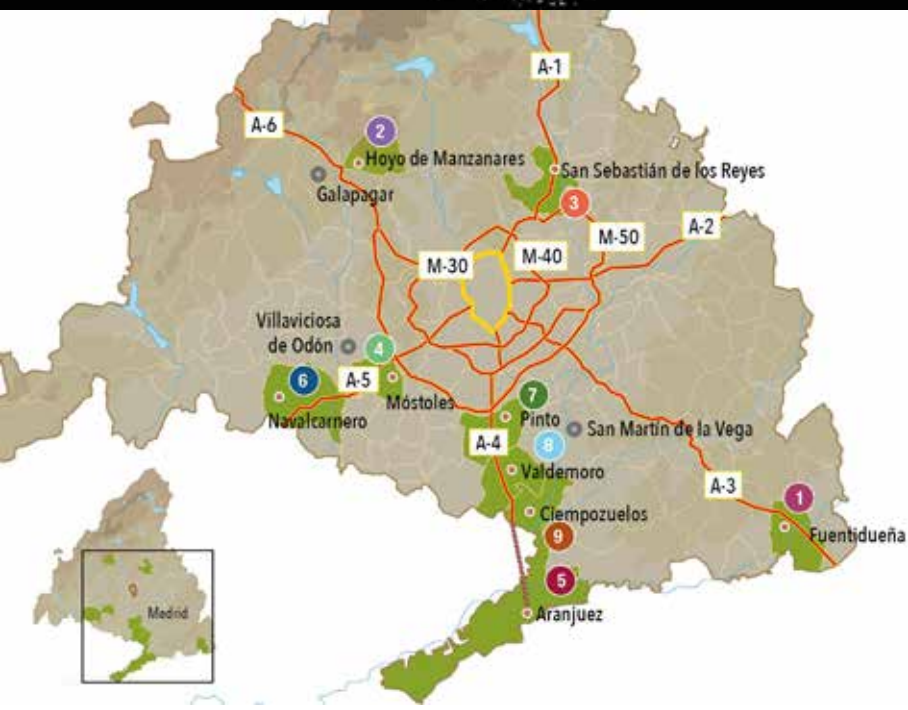 A-1
A-6
2
Hoyo de Manzanares
San Sebastián de los Reyes
Galapagar
3
A-2
M-50
M-40
M-30
Villaviciosa
de Odón
4
6
A-5
Móstoles
Navalcarnero
7
Pinto
San Martín de la Vega
A-4
8
Valdemoro
A-3
1
Ciempozuelos
Fuentidueña
9
5
Aranjuez
Madrid